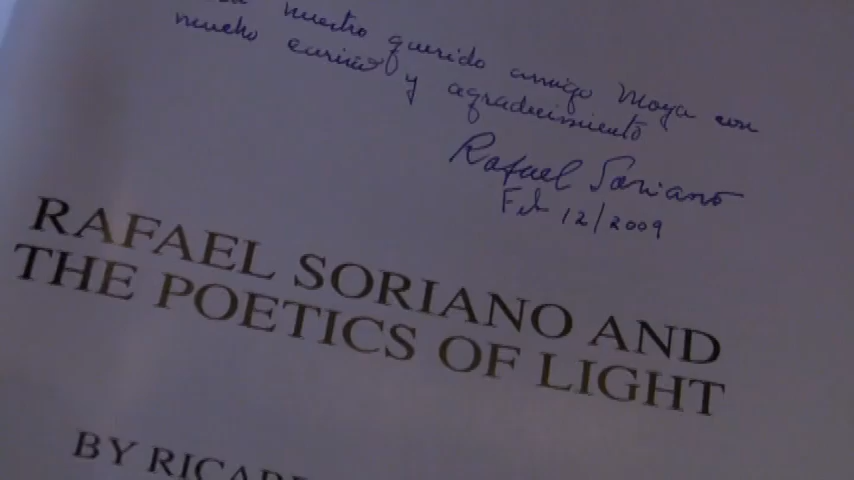 nuestro querido amigo Moya con
mucho cariño y agradecimiento
Rafael Soriano
Feb 12/2009
RAFAEL SORIANO AND
THE POETICS OF LIGHT
BY RICAR